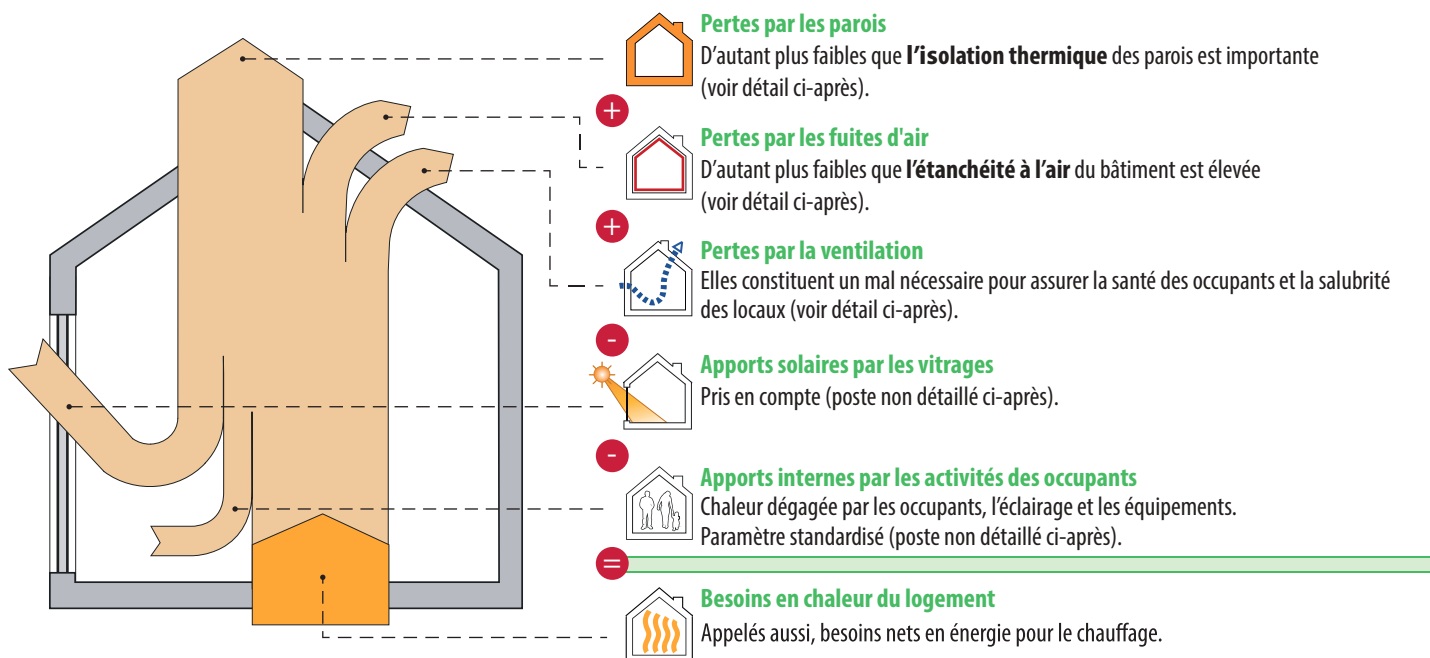 Pertes par les parois
D'autant plus faibles que l'isolation thermique des parois est importante
(voir détail ci-après).
+
Pertes par les fuites d'air
D'autant plus faibles que l'étanchéité à l'air du bâtiment est élevée
(voir détail ci-après).
+
Pertes par la ventilation
Elles constituent un mal nécessaire pour assurer la santé des occupants et la salubrité
des locaux (voir détail ci-après).
-
Apports solaires par les vitrages
Pris en compte (poste non détaillé ci-après).
-
Apports internes par les activités des occupants
Chaleur dégagée par les occupants, l'éclairage et les équipements.
Paramètre standardisé (poste non détaillé ci-après).
=
Besoins en chaleur du logement
Appelés aussi, besoins nets en énergie pour le chauffage.